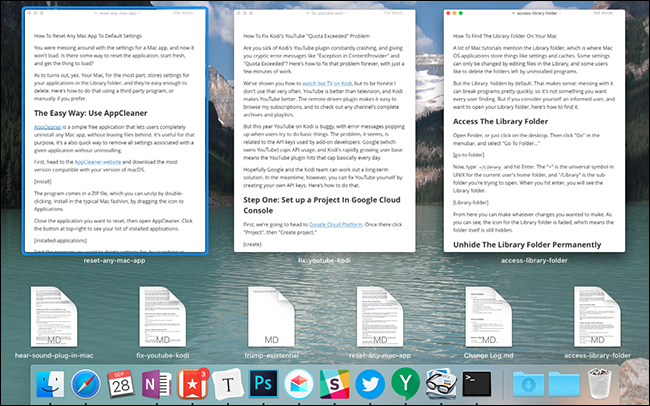 reset-any-mac-app
How To Reset Any Mac App To Default Settings
You were messing around with the settings for a Mac app, and now it
won't load. Is there some way to reset the application, start fresh,
and get the thing to load?
As to turns out, yes. Your Mac, for the most part, stores settings for
your applications in the Library folder, and they're easy enough to
delete. Here's how to do that using a third party program, or
manually if you prefer.
The Easy Way: Use AppCleaner
AppCleaner is a simple free application that lets users completely
uninstall any Mac app, without leaving files behind. It's useful for that
purpose, it's also a quick way to remove all settings associated with a
given application without uninstalling.
First, head to the AppCleaner website and download the most
version compatible with your version of macOS.
[install]
The program comes in a ZIP file, which you can unzip by double-
clicking. Install in the typical Mac fashion, by dragging the icon to
Applications.
Close the application you want to reset, then open AppCleaner. Click
the button at top-right to see your list of installed applications.
[installed-applications]
fix-youtube-kodi
How To Fix Kodi's YouTube "Quota Exceeded" Problem
Are you sick of Kodi's YouTube plugin constantly crashing, and giving
you cryptic error messages like "Exception in ContentProvider" and
"Quota Exceede"? Here's how to fix that problem forever, with just a
few minutes of work.
We've shown you how to watch live TV on Kodi, but to be honest I
don't use that very often. YouTube is better than television, and Kodi
makes YouTube better. The remote-driven plugin makes it easy to
browse my subscriptions, and to check out any channel's complete
archives and playlists.
But this year YouTube on Kodi is buggy, with error messages popping
up when users try to do basic things. The problem, it seems, is
related to the API keys used by add-on developers. Google (which
owns YouTube) caps API usage, and Kodi's rapidly growing user base
means the YouTube plugin hits that cap basically every day.
Hopefully Google and the Kodi team can work out a long-term
solution. In the meantime, however, you can fix YouTube yourself by
creating your own API keys. Here's how to do that.
Step One: Set up a Project In Google Cloud
Console
First, we're going to head to Google Cloud Platform. Once there click
"Project", then "Create project."
[create]
access-library-folder
How To Finding The Library Folder On Your Mac
A lot of Mac tutorials mention the Library folder, which is where Mac
OS applications store things like settings and caches. Some settings
can only be changed by editing files in the Library, and some users
like to delete the folders left by uninstalled programs.
But the Library hidden by default. That makes sense: messing with it
can break programs pretty quickly, so it's not something you want
every user finding. But if you consider yourself an informed user, and
want to open your Library folder, here's how to find it.
Access The Library Folder
Open Finder, or just click on the desktop. Then click "Go" in the
menubar, and select "Go To Folder..."
[go-to-folder]
Now, type `~/Library` and hit Enter. The "~" is the universal symbol in
UNIX for the current user's home folder, and "/Library" is the sub-
folder you're trying to open. When you hit enter, you will see the
Library folder.
[Library-folder]
From here you can make whatever changes you wanted to make. As
you can see, the icon for the Library folder is faded, which means the
folder itself is still hidden.
Unhide The Library Folder Permanently
reset-any-mac-app
fix-youtube-kodi
access-library-folder
MD
MD
MD
MD
MD
MD
hear-sound-plug-in-mac
fix-youtube-kodi
trump-existential
reset-any-mac-app
Change Log.md
access-library-folder
SEP
28
N
3
T
Ps
S
Y